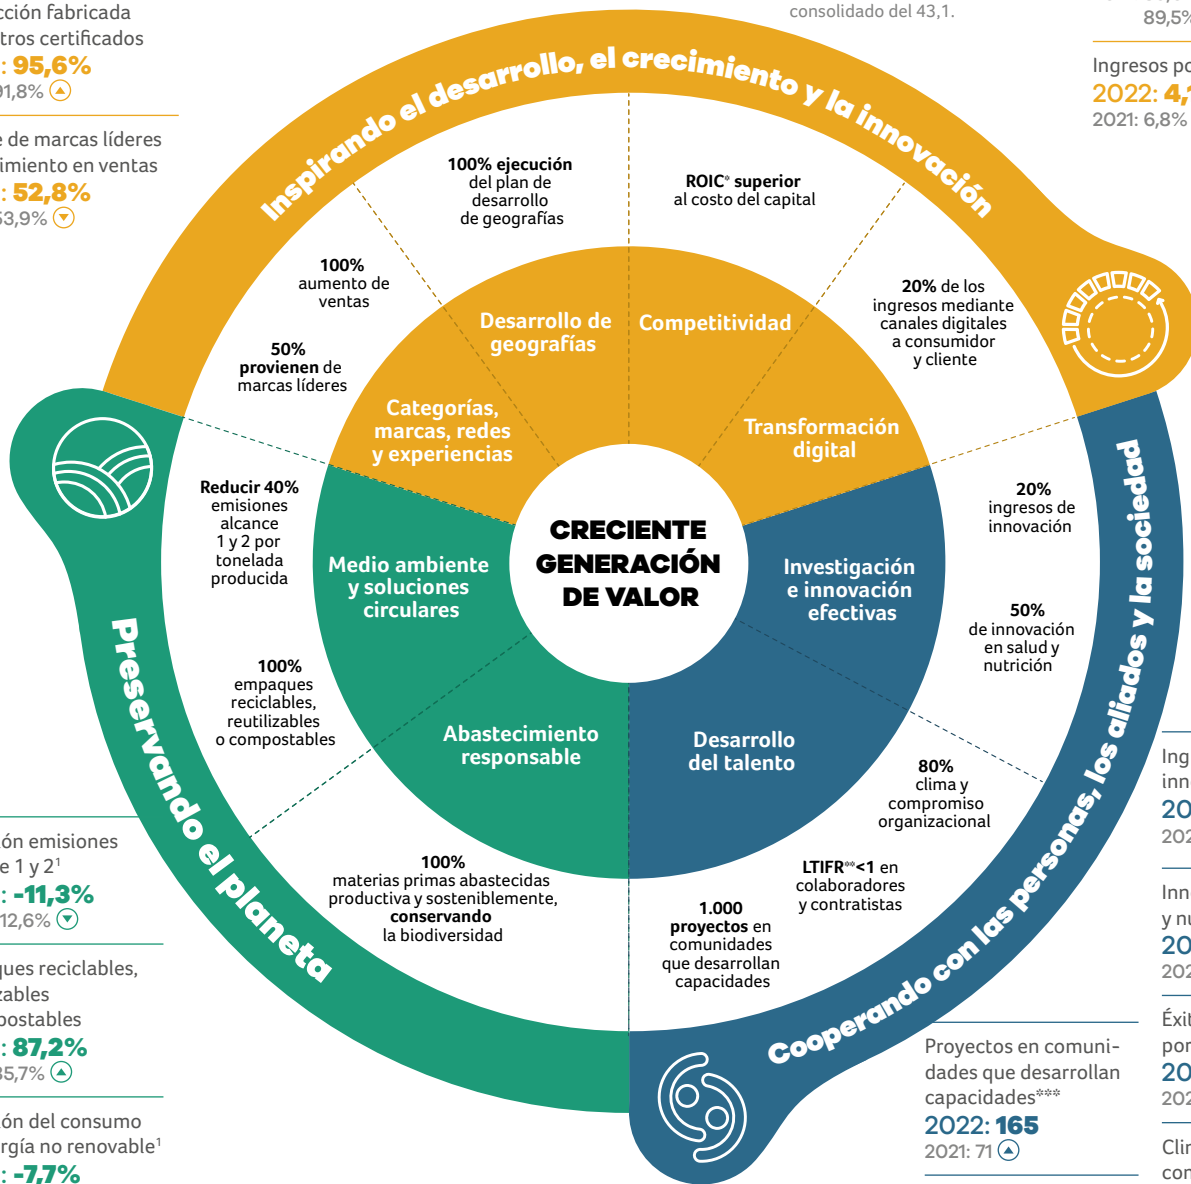 cción fabricada
tros certificados
: 95,6%
91,8%
e de marcas líderes
imiento en ventas
: 52,8%
53,9%
consolidado del 43,1.
89,5%
Ingresos po
2022: 4,
2021: 6,8%
Inspirando el desarrollo, el crecimiento y la innovación
100% ejecución
del plan de
desarrollo
de geografías
ROIC* superior
al costo del capital
100%
aumento de
ventas
50%
provienen de
marcas líderes
20% de los
ingresos mediante
canales digitales
a consumidor
y cliente
Desarrollo de
geografías
Competitividad
Categorías,
marcas, redes
y experiencias
Transformación
digital
CRECIENTE
GENERACIÓN
DE VALOR
Reducir 40%
emisiones
alcance
1 y 2 por
tonelada
producida
Medio ambiente
y soluciones
circulares
Investigación
e innovación
efectivas
20%
ingresos de
innovación
50%
de innovación
en salud y
nutrición
100%
empaques
reciclables,
reutilizables
o compostables
Abastecimiento
responsable
Desarrollo
del talento
80%
clima y
compromiso
organizacional
LTIFR**<1 en
colaboradores
y contratistas
100%
materias primas abastecidas
productiva y sosteniblemente,
conservando
la biodiversidad
1.000
proyectos en
comunidades
que desarrollan
capacidades
Preservando el planeta
Cooperando con las personas, los aliados y la sociedad
ón emisiones
e 1 y 2¹
: -11,3%
12,6%
ques reciclables,
zables
postables
: 87,2%
85,7%
ón del consumo
rgía no renovable¹
: -7,7%
Proyectos en comuni-
dades que desarrollan
capacidades***
2022: 165
2021: 71
Ing
inn
20
202
Inn
y nu
20
202
Éxit
por
20
202
Clin
con